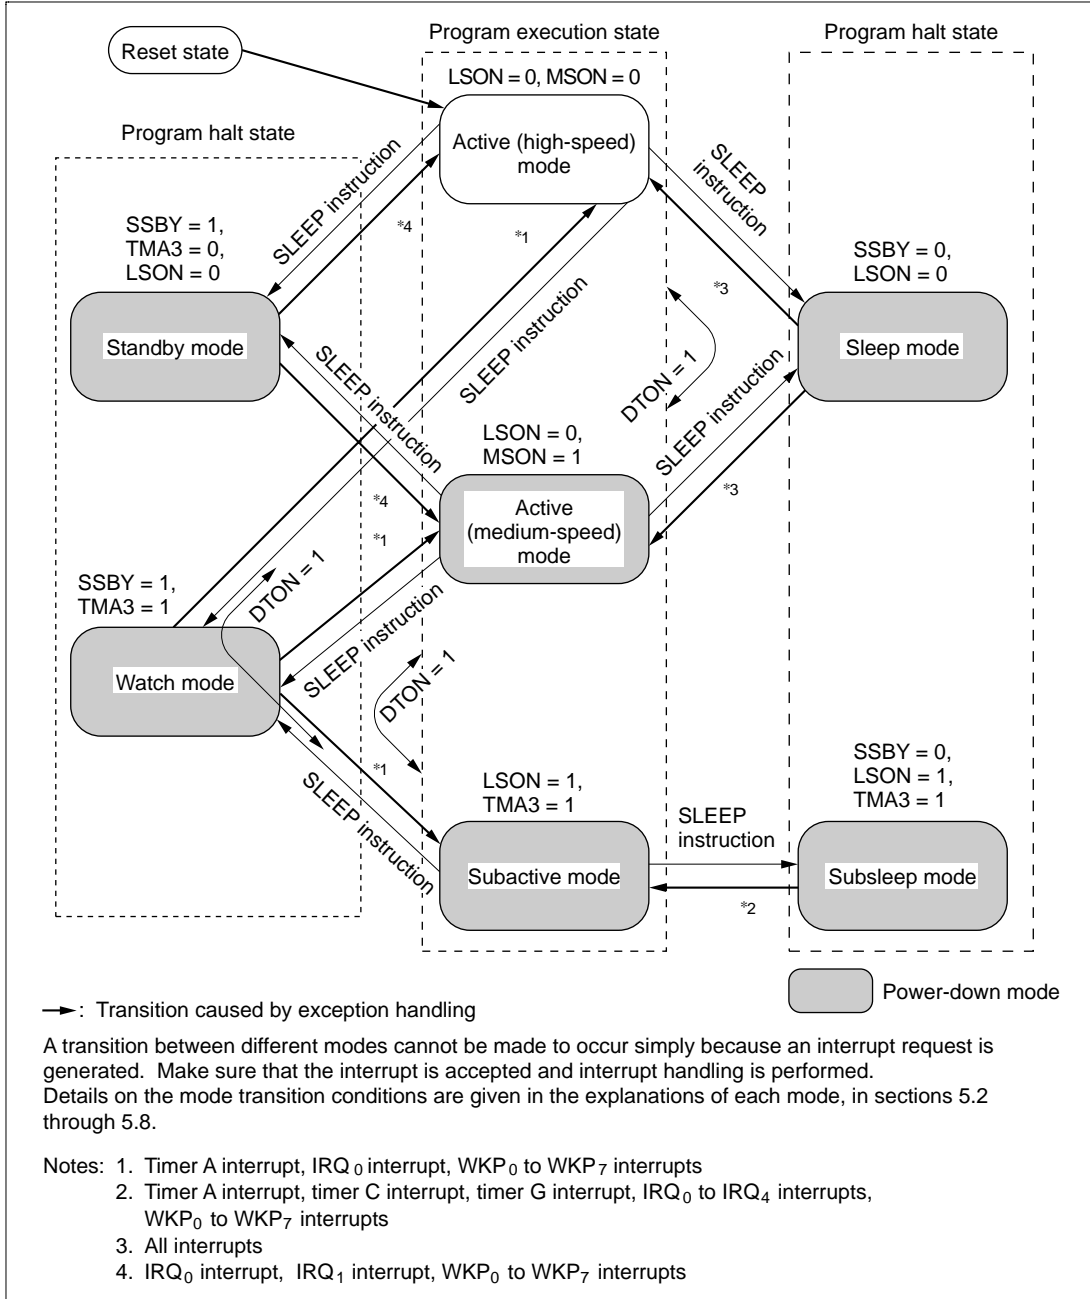 Program execution state
Program halt state
Reset state
LSON = 0, MSON = 0
Active (high-speed)
mode
Program halt state
SLEEP instruction
SLEEP
instruction
*4
*1
*3
SSBY = 1,
TMA3 = 0,
LSON = 0
SSBY = 0,
LSON = 0
Standby mode
Sleep mode
SLEEP instruction
SLEEP instruction
DTON = 1
SLEEP instruction
LSON = 0,
MSON = 1
Active
(medium-speed)
mode
*4
*1
*3
DTON = 1
SSBY = 1,
TMA3 = 1
Watch mode
SLEEP instruction
DTON = 1
*1
SLEEP instruction
LSON = 1,
TMA3 = 1
SSBY = 0,
LSON = 1,
TMA3 = 1
SLEEP
instruction
Subactive mode
Subsleep mode
*2
Power-down mode
: Transition caused by exception handling
A transition between different modes cannot be made to occur simply because an interrupt request is
generated. Make sure that the interrupt is accepted and interrupt handling is performed.
Details on the mode transition conditions are given in the explanations of each mode, in sections 5.2
through 5.8.
Notes: 1. Timer A interrupt, IRQ0 interrupt, WKP0 to WKP7 interrupts
2. Timer A interrupt, timer C interrupt, timer G interrupt, IRQ0 to IRQ4 interrupts,
WKP0 to WKP7 interrupts
3. All interrupts
4. IRQ0 interrupt, IRQ1 interrupt, WKP0 to WKP7 interrupts